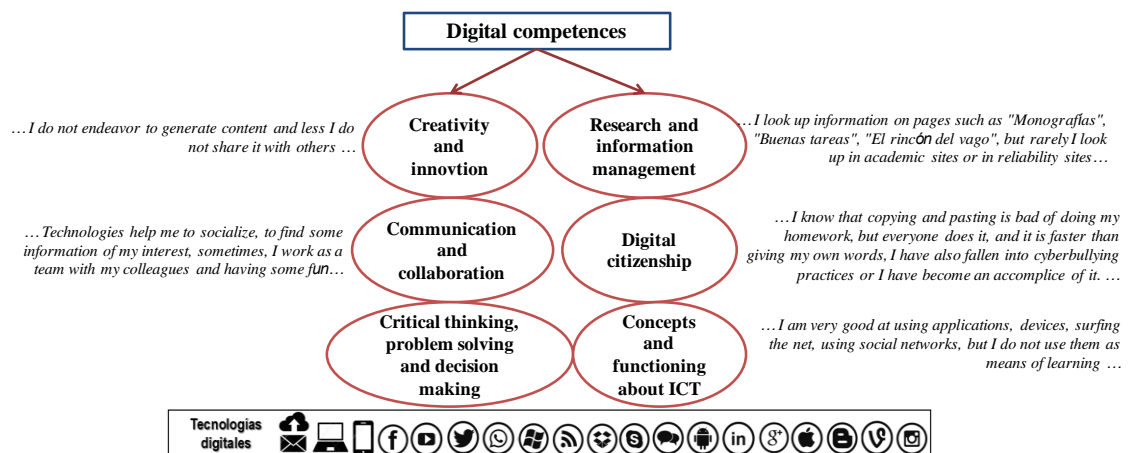 Digital competences
… I do not endeavor to generate content and less I do
not share it with others …
Creativity
and
innovtion
Research and
information
management
… I look up information on pages such as "Monografías",
"Buenas tareas", "El rincón del vago", but rarely I look
up in academic sites or in reliability sites…
… Technologies help me to socialize, to find some
information of my interest, sometimes, I work as a
team with my colleagues and having some fun…
Communication
and
collaboration
Digital
citizenship
… I know that copying and pasting is bad of doing my
homework, but everyone does it, and it is faster than
giving my own words, I have also fallen into cyberbullying
practices or I have become an accomplice of it. …
Critical thinking,
problem solving
and decision
making
Concepts
and
functioning
about ICT
… I am very good at using applications, devices, surfing
the net, using social networks, but I do not use them as
means of learning …
Tecnologías
digitales